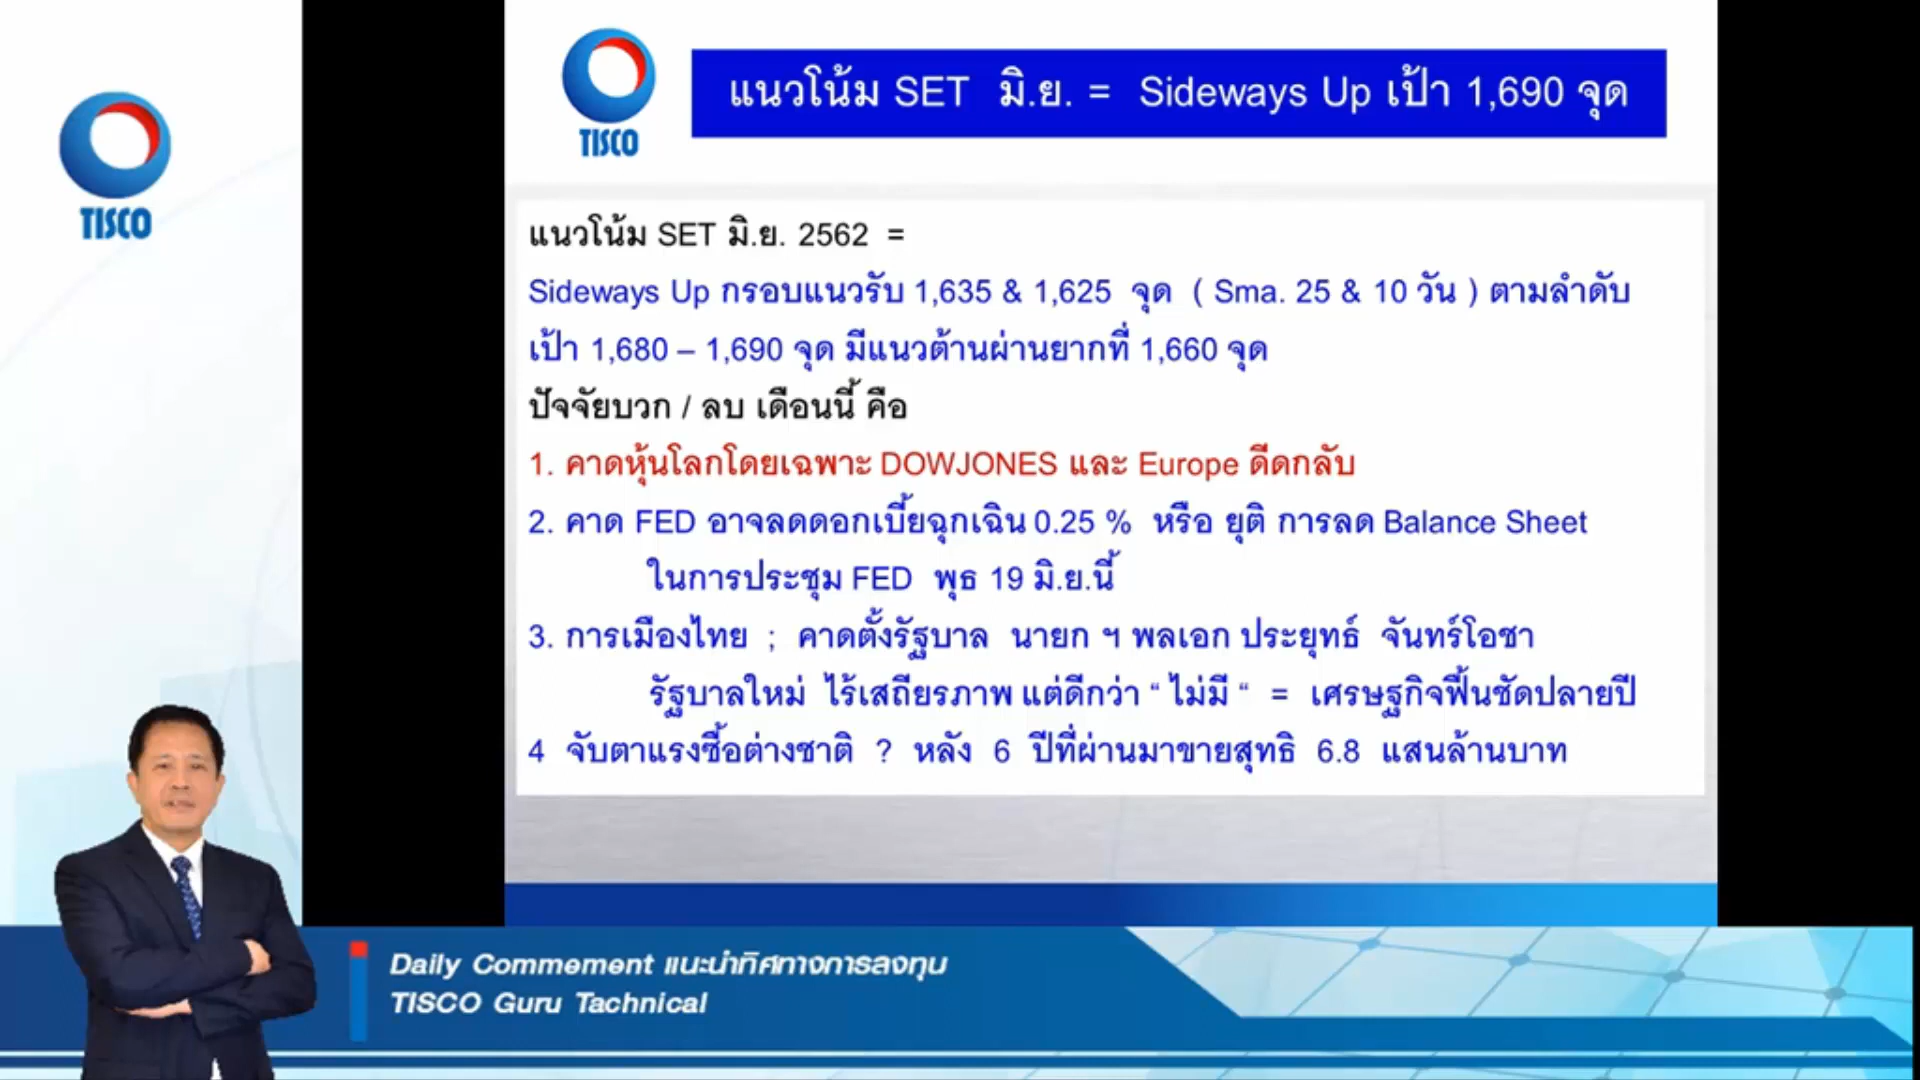 TISCO
TISCO
แนวโน้ม SET มิ.ย. = Sideways Up เป้า 1,690 จุด
แนวโน้ม SET มิ.ย. 2562 =
Sideways Up กรอบแนวรับ 1,635 & 1,625 จุด ( Sma. 25 & 10 วัน ) ตามลำดับ
เป้า 1,680 – 1,690 จุด มีแนวต้านผ่านยากที่ 1,660 จุด
ปัจจัยบวก / ลบ เดือนนี้ คือ
1. คาดหุ้นโลกโดยเฉพาะ DOWJONES และ Europe ดีดกลับ
2. คาด FED อาจลดดอกเบี้ยฉุกเฉิน 0.25 % หรือ ยุติ การลด Balance Sheet
ในการประชุม FED พุธ 19 มิ.ย.นี้
3. การเมืองไทย ; คาดตั้งรัฐบาล นายก ฯ พลเอก ประยุทธ์ จันทร์โอชา
รัฐบาลใหม่ ไร้เสถียรภาพ แต่ดีกว่า “ ไม่มี “ = เศรษฐกิจฟื้นชัดปลายปี
4 จับตาแรงซื้อต่างชาติ ? หลัง 6 ปีที่ผ่านมาขายสุทธิ 6.8 แสนล้านบาท
Daily Commement แนะนำทิศทางการลงทุน
TISCO Guru Tachnical